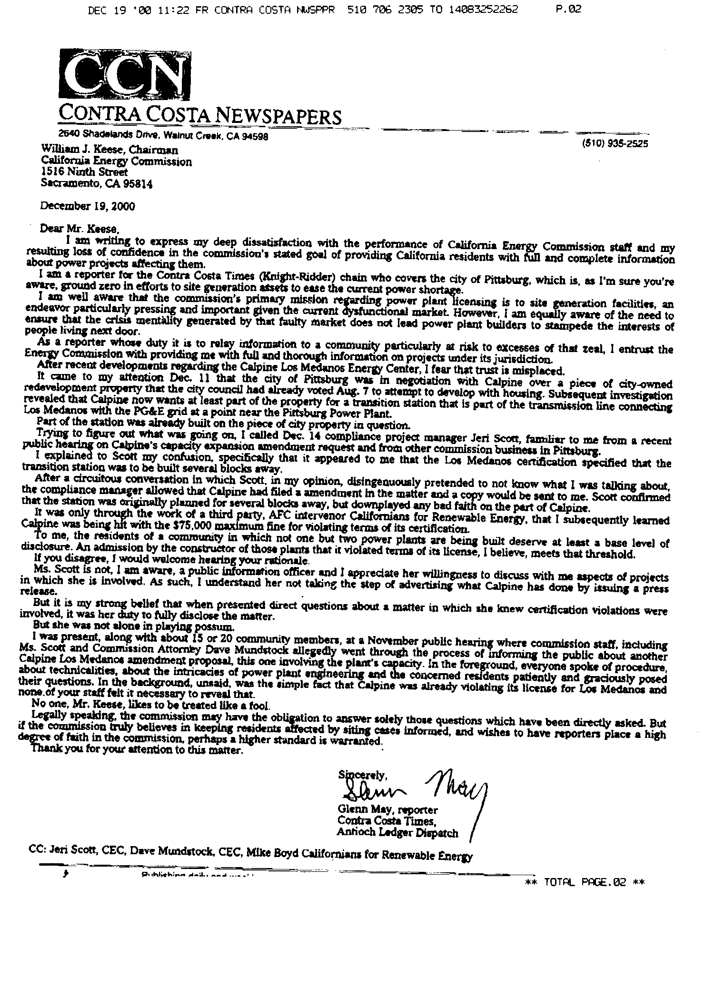 DEC 19 '00 11:22 FR CONTRA COSTA NWSPPR 510 706 2305 TO 14083252262 P.02
CCN
CONTRA COSTA NEWSPAPERS
2640 Shadelands Drive, Walnut Creek, CA 94598
(510) 935-2525
William J. Keese, Chairman
California Energy Commission
1516 Ninth Street
Sacramento, CA 95814
December 19, 2000
Dear Mr. Keese,
I am writing to express my deep dissatisfaction with the performance of California Energy Commission staff and my
resulting loss of confidence in the commission's stated goal of providing California residents with full and complete information
about power projects affecting them.
I am a reporter for the Contra Costa Times (Knight-Ridder) chain who covers the city of Pittsburg, which is, as I'm sure you're
aware, ground zero in efforts to site generation assets to ease the current power shortage.
I am well aware that the commission's primary mission regarding power plant licensing is to site generation facilities, an
endeavor particularly pressing and important given the current dysfunctional market. However, I am equally aware of the need to
ensure that the crisis mentality generated by that faulty market does not lead power plant builders to stampede the interests of
people living next door.
As a reporter whose duty it is to relay information to a community particularly at risk to excesses of that zeal, I entrust the
Energy Commission with providing me with full and thorough information on projects under its jurisdiction.
After recent developments regarding the Calpine Los Medanos Energy Center, I fear that trust is misplaced.
It came to my attention Dec. 11 that the city of Pittsburg was in negotiation with Calpine over a piece of city-owned
redevelopment property that the city council had already voted Aug. 7 to attempt to develop with housing. Subsequent investigation
revealed that Calpine now wants at least part of the property for a transition station that is part of the transmission line connecting
Los Medanos with the PG&E grid at a point near the Pittsburg Power Plant.
Part of the station was already built on the piece of city property in question.
Trying to figure out what was going on, I called Dec. 14 compliance project manager Jeri Scott, familiar to me from a recent
public hearing on Calpine's capacity expansion amendment request and from other commission business in Pittsburg.
I explained to Scott my confusion, specifically that it appeared to me that the Los Medanos certification specified that the
transition station was to be built several blocks away.
After a circuitous conversation in which Scott, in my opinion, disingenuously pretended to not know what I was talking about,
the compliance manager allowed that Calpine had filed a amendment in the matter and a copy would be sent to me. Scott confirmed
that the station was originally planned for several blocks away, but downplayed any bad faith on the part of Calpine.
It was only through the work of a third party, AFC intervenor Californians for Renewable Energy, that I subsequently learned
Calpine was being hit with the $75,000 maximum fine for violating terms of its certification.
To me, the residents of a community in which not one but two power plants are being built deserve at least a base level of
disclosure. An admission by the constructor of those plants that it violated terms of its license, I believe, meets that threshold.
If you disagree, I would welcome hearing your rationale.
Ms. Scott is not, I am aware, a public information officer and I appreciate her willingness to discuss with me aspects of projects
in which she is involved. As such, I understand her not taking the step of advertising what Calpine has done by issuing a press
release.
But it is my strong belief that when presented direct questions about a matter in which she knew certification violations were
involved, it was her duty to fully disclose the matter.
But she was not alone in playing possum.
I was present, along with about 15 or 20 community members, at a November public hearing where commission staff, including
Ms. Scott and Commission Attorney Dave Mundstock allegedly went through the process of informing the public about another
Calpine Los Medanos amendment proposal, this one involving the plant's capacity. In the foreground, everyone spoke of procedure,
about technicalities, about the intricacies of power plant engineering and the concerned residents patiently and graciously posed
their questions. In the background, unsaid, was the simple fact that Calpine was already violating its license for Los Medanos and
none of your staff felt it necessary to reveal that.
No one, Mr. Keese, likes to be treated like a fool.
Legally speaking, the commission may have the obligation to answer solely those questions which have been directly asked. But
if the commission truly believes in keeping residents affected by siting cases informed, and wishes to have reporters place a high
degree of faith in the commission, perhaps a higher standard is warranted.
Thank you for your attention to this matter.
Sincerely,
Glenn May
Glenn May, reporter
Contra Costa Times,
Antioch Ledger Dispatch
CC: Jeri Scott, CEC, Dave Mundstock, CEC, Mike Boyd Californians for Renewable Energy
Publishing daily and
** TOTAL PAGE.02 **